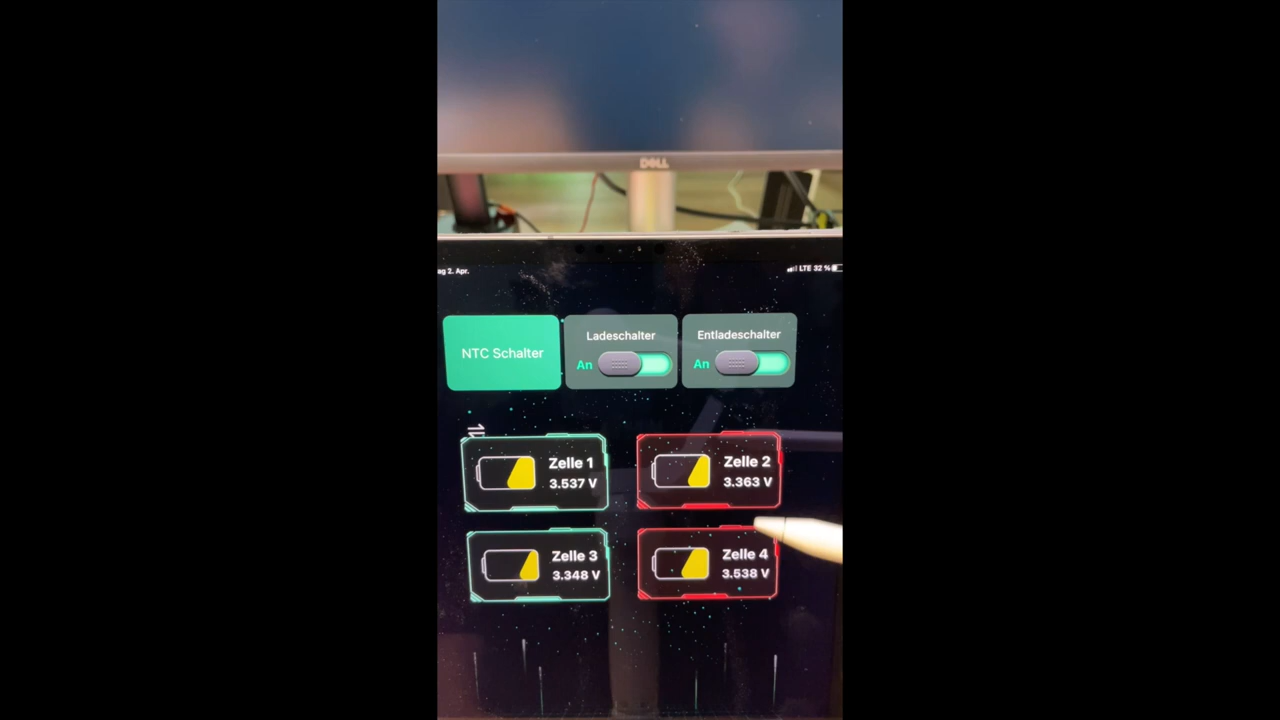 DELL
ag 2. Apr.
LTE 32 %
NTC Schalter
Ladeschalter
An
Entladeschalter
An
Zelle 1
3.537 V
Zelle 2
3.363 V
Zelle 3
3.348 V
Zelle 4
3.538 V